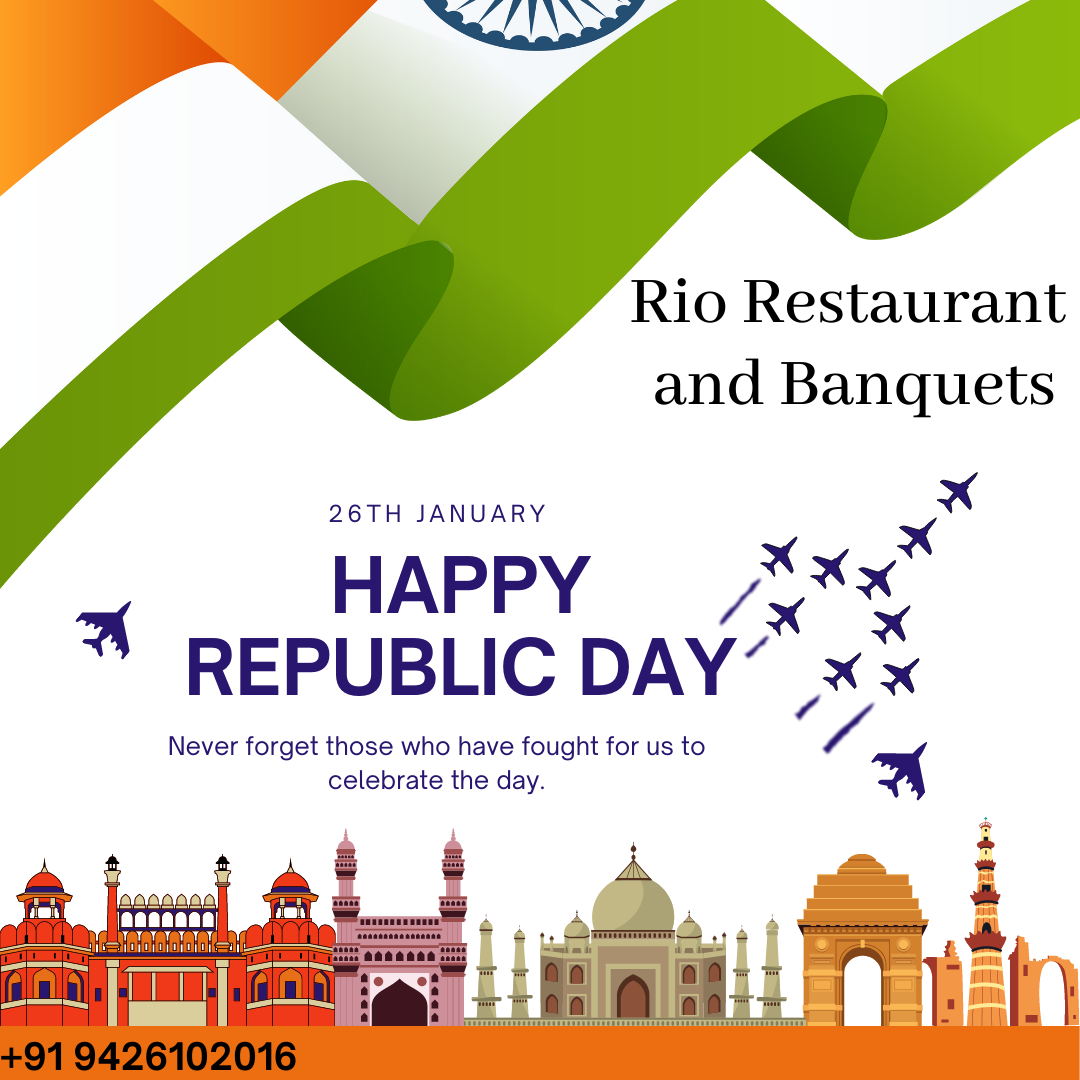 Rio Restaurant
and Banquets
26TH JANUARY
HAPPY
REPUBLIC DAY
Never forget those who have fought for us to
celebrate the day.
+91 9426102016